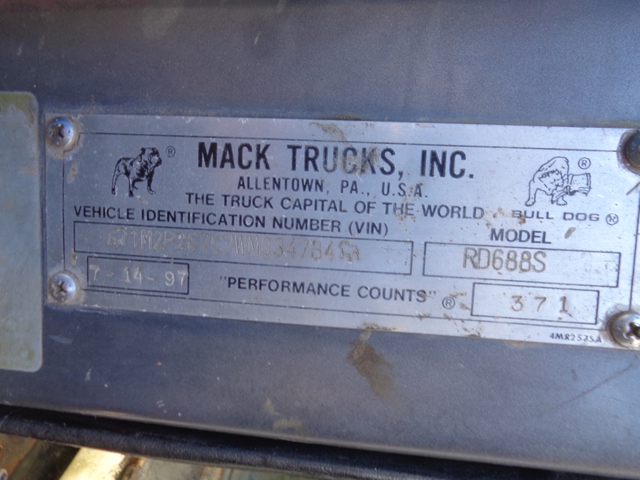 MACK TRUCKS, INC.
ALLENTOWN, PA., U.S.A.
THE TRUCK CAPITAL OF THE WORLD
BULL DOG ®
VEHICLE IDENTIFICATION NUMBER (VIN)
MODEL
RD688S
7-14-97
"PERFORMANCE COUNTS" ®
371
4MR2525A